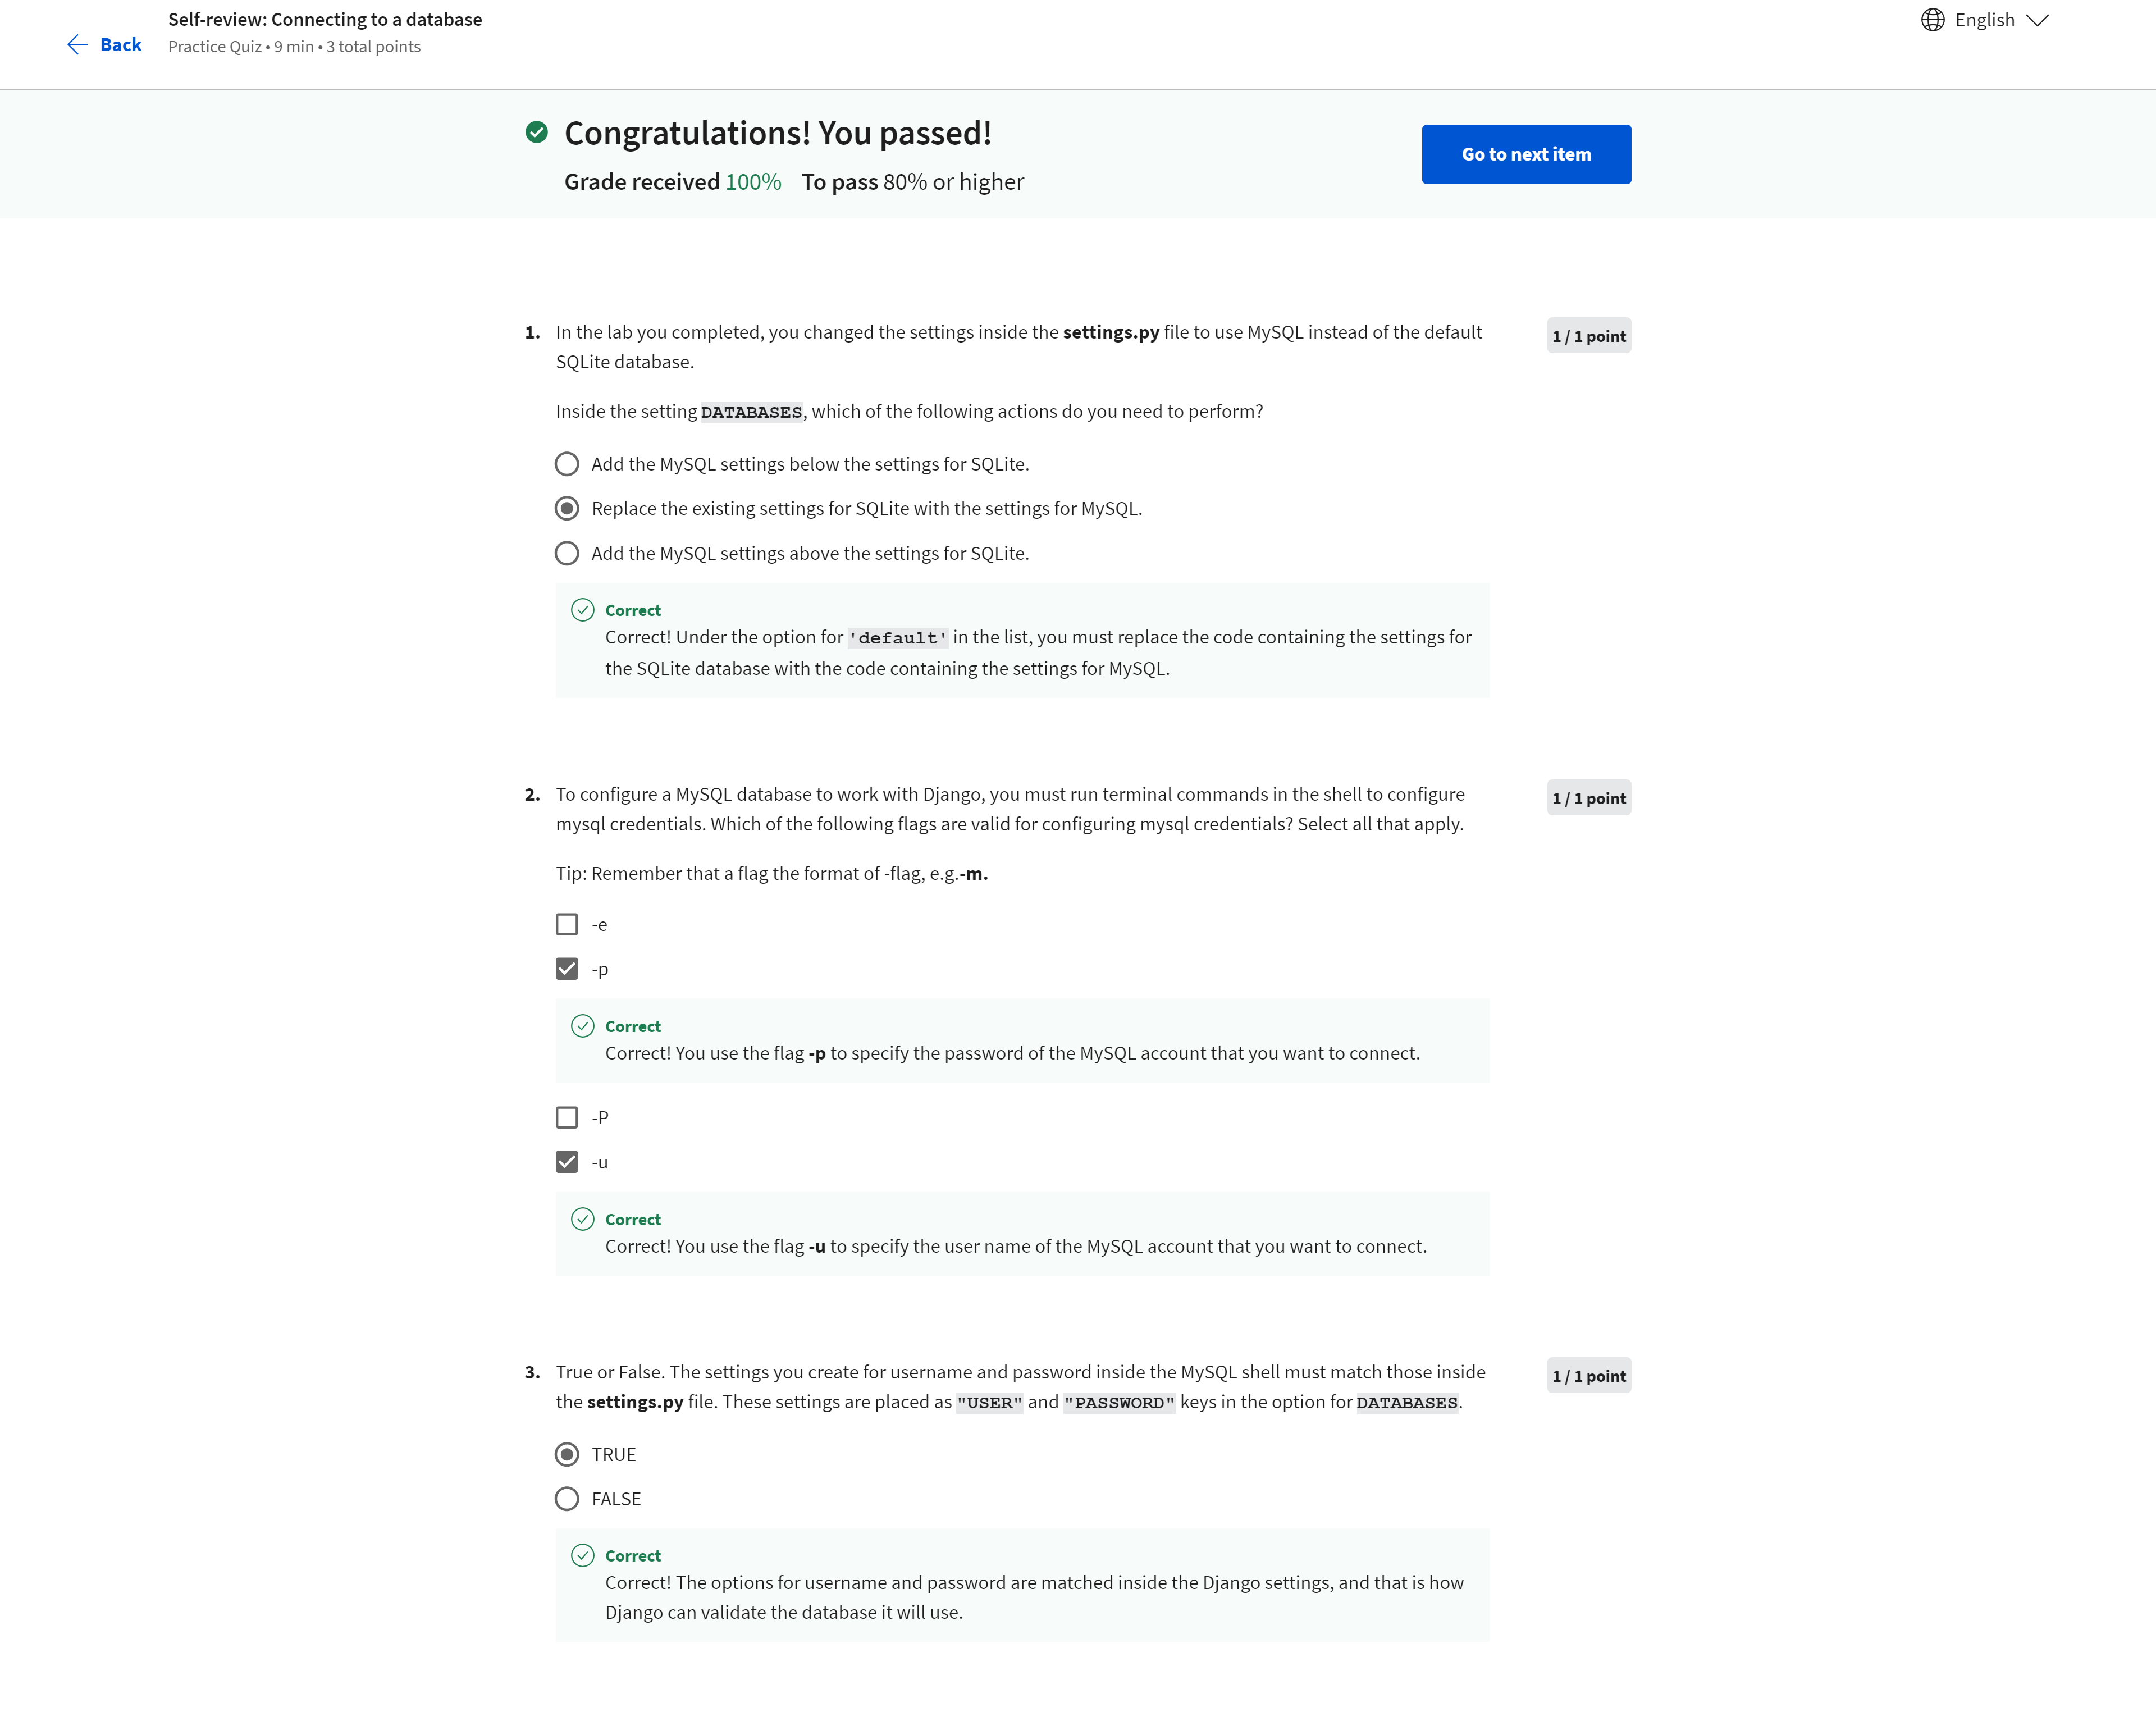 Self-review: Connecting to a database
Back
Practice Quiz • 9 min • 3 total points
English
Congratulations! You passed!
Grade received 100% To pass 80% or higher
Go to next item
1. In the lab you completed, you changed the settings inside the settings.py file to use MySQL instead of the default
SQLite database.
1 / 1 point
Inside the setting DATABASES, which of the following actions do you need to perform?
Add the MySQL settings below the settings for SQLite.
Replace the existing settings for SQLite with the settings for MySQL.
Add the MySQL settings above the settings for SQLite.
Correct
Correct! Under the option for 'default' in the list, you must replace the code containing the settings for
the SQLite database with the code containing the settings for MySQL.
2. To configure a MySQL database to work with Django, you must run terminal commands in the shell to configure
mysql credentials. Which of the following flags are valid for configuring mysql credentials? Select all that apply.
1 / 1 point
Tip: Remember that a flag the format of -flag, e.g.-m.
-e
-p
Correct
Correct! You use the flag -p to specify the password of the MySQL account that you want to connect.
-P
-u
Correct
Correct! You use the flag -u to specify the user name of the MySQL account that you want to connect.
3. True or False. The settings you create for username and password inside the MySQL shell must match those inside
the settings.py file. These settings are placed as "USER" and "PASSWORD" keys in the option for DATABASES.
1 / 1 point
TRUE
FALSE
Correct
Correct! The options for username and password are matched inside the Django settings, and that is how
Django can validate the database it will use.